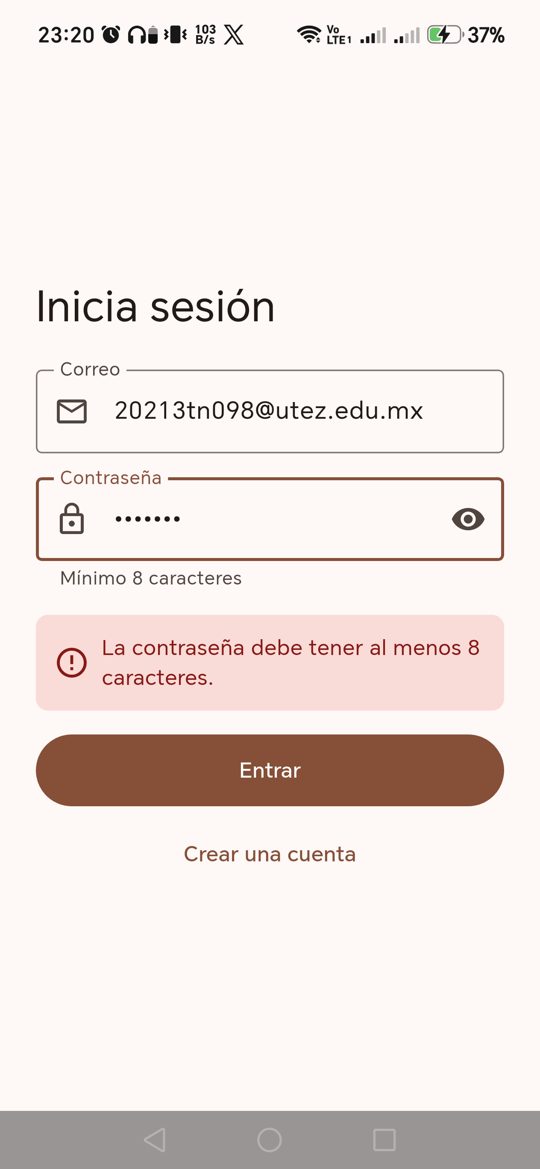 23:20 103 B/s Vo LTE1 37%
Inicia sesión
Correo
20213tn098@utez.edu.mx
Contraseña
•••••••
Mínimo 8 caracteres
La contraseña debe tener al menos 8
caracteres.
Entrar
Crear una cuenta